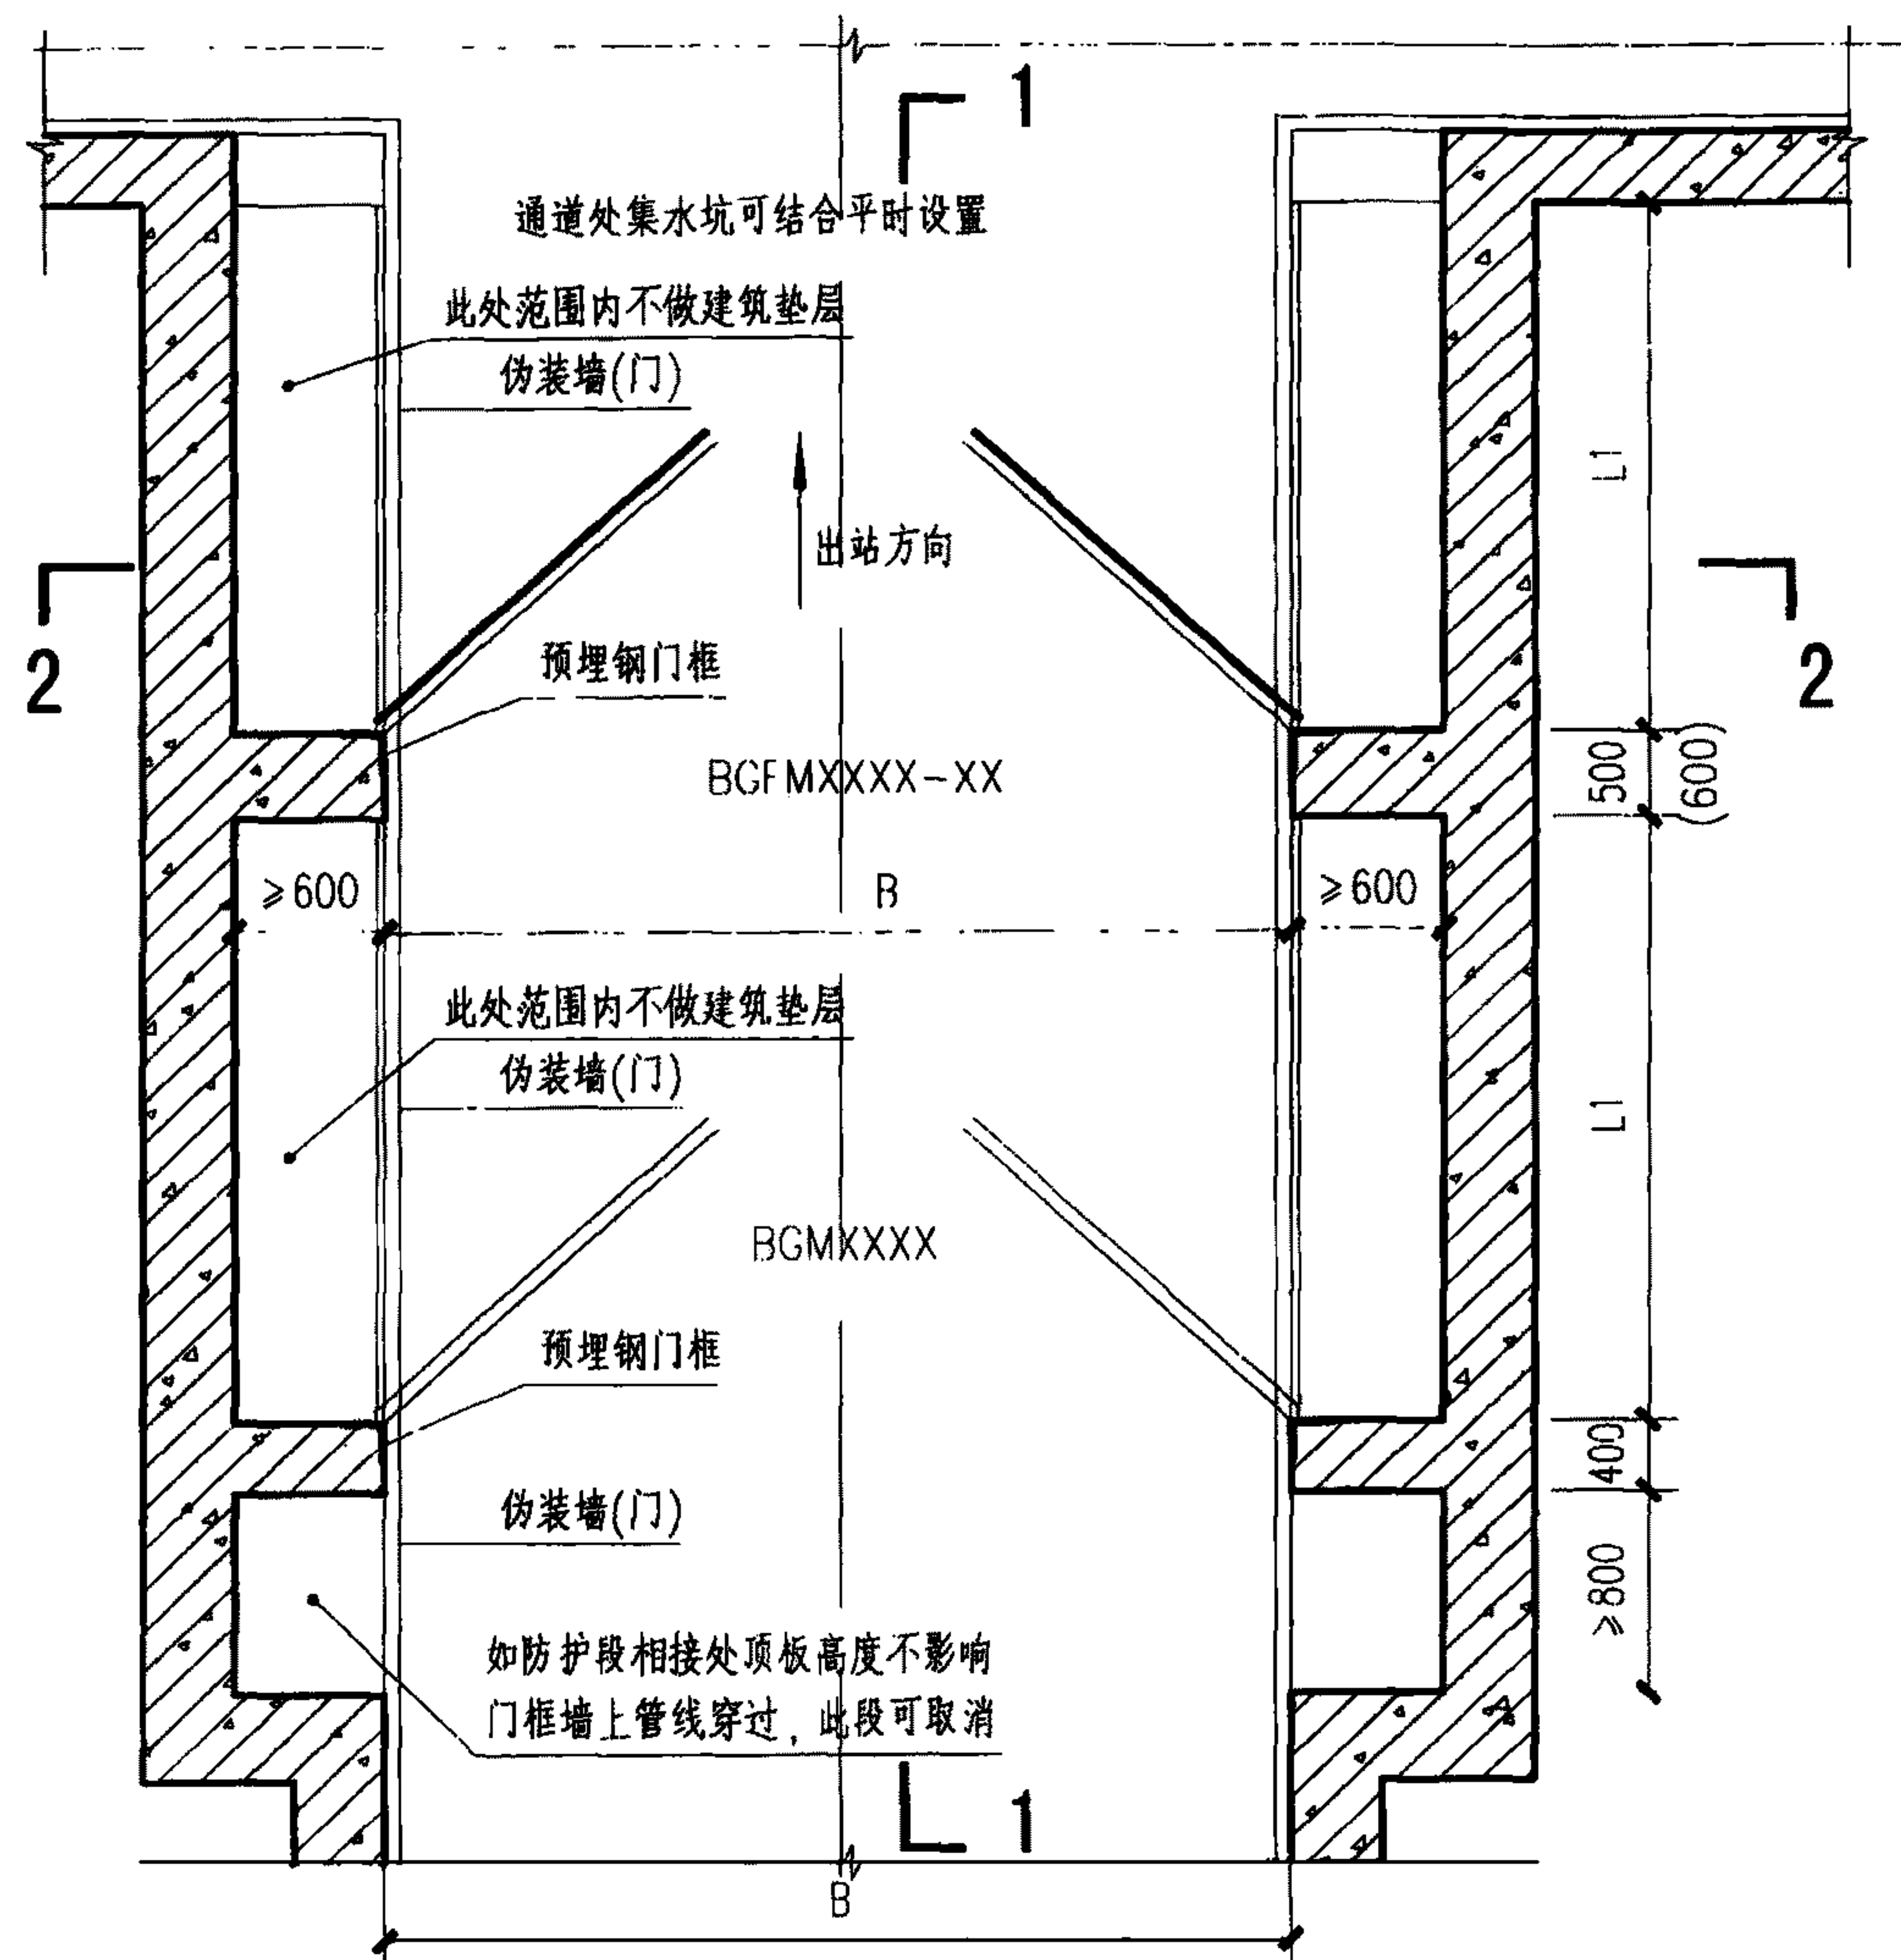 1
通道处集水坑可结合平时设置
此处范围内不做建筑垫层
伪装墙(门)
L1
出站方向
2
2
预埋钢门框
BGFMXXXX-XX
500
(600)
≥600
B
≥600
此处范围内不做建筑垫层
伪装墙(门)
L1
BGMXXXX
预埋钢门框
400
伪装墙(门)
≥800
如防护段相接处顶板高度不影响
门框墙上管线穿过，此段可取消
1
B